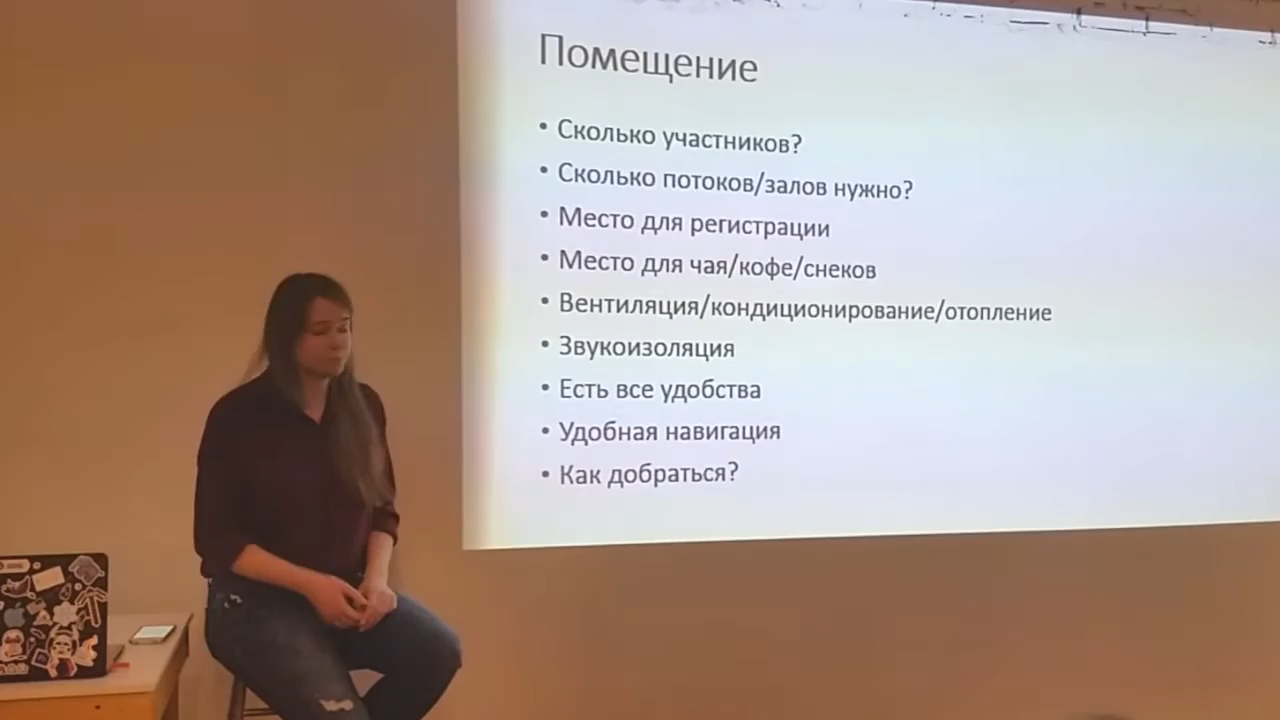 Помещение
• Сколько участников?
• Сколько потоков/залов нужно?
• Место для регистрации
• Место для чая/кофе/снеков
• Вентиляция/кондиционирование/отопление
• Звукоизоляция
• Есть все удобства
• Удобная навигация
• Как добраться?